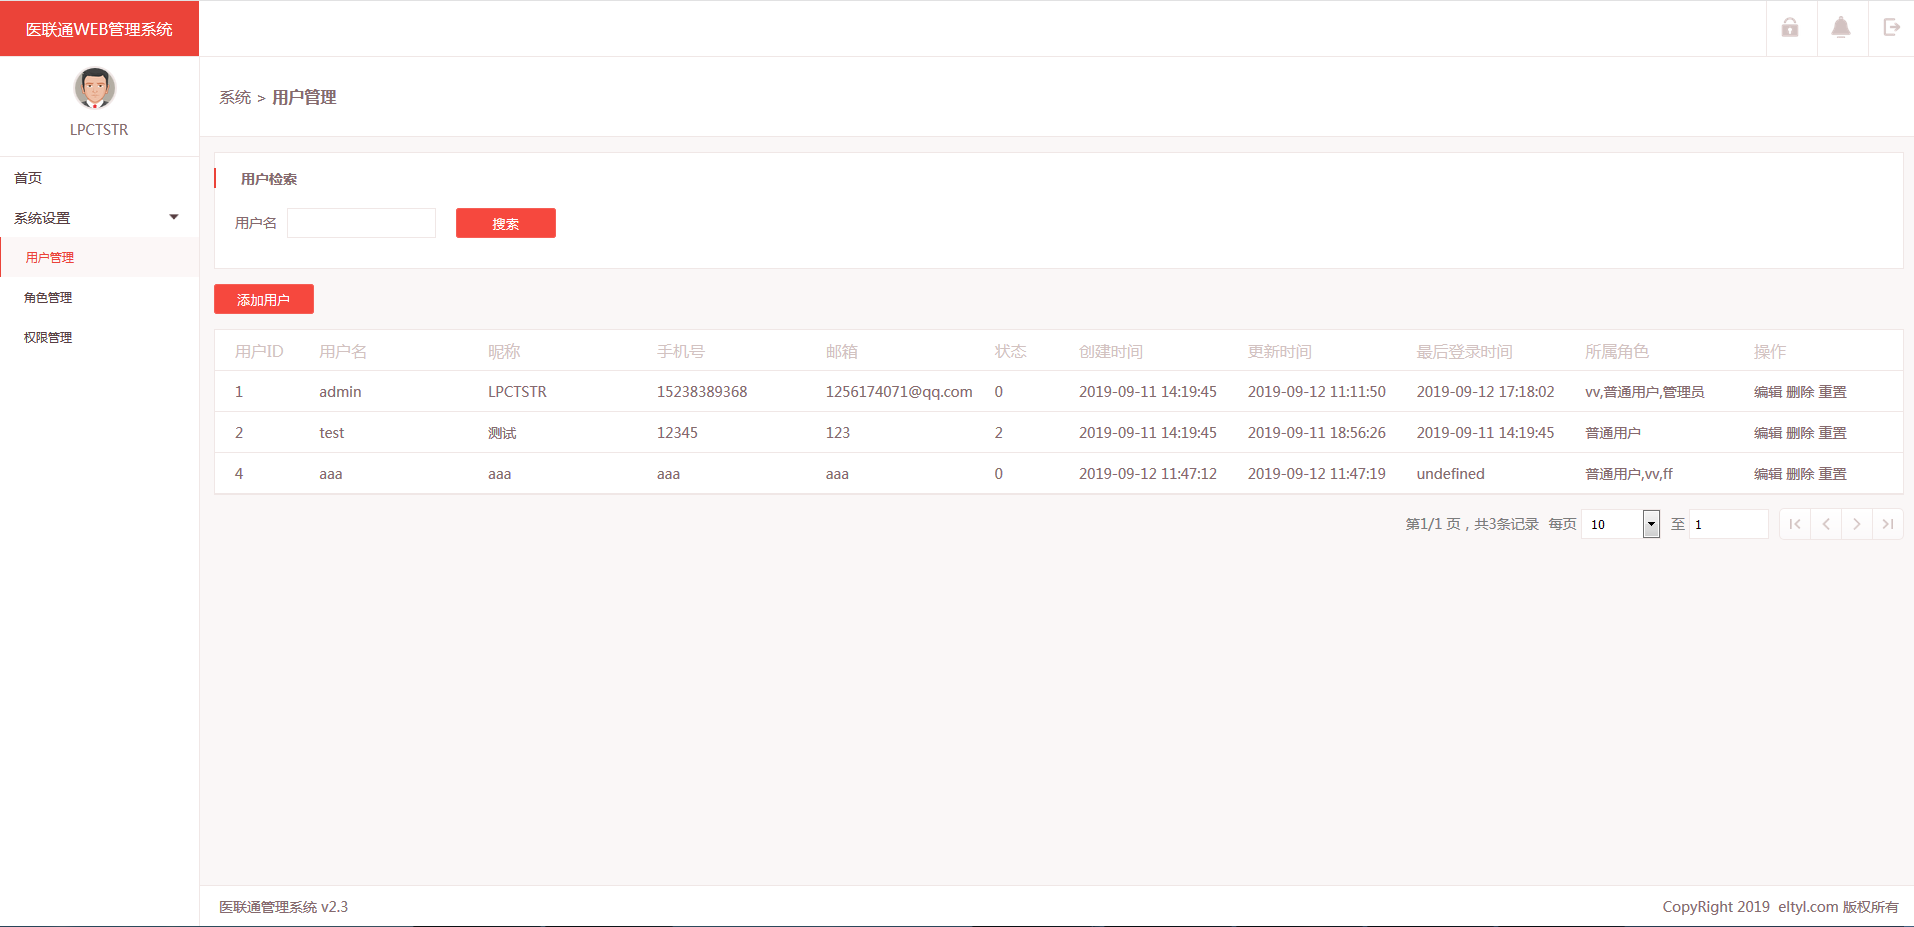 医联通WEB管理系统
LPCTSTR
首页
系统设置
用户管理
角色管理
权限管理
系统 > 用户管理
用户检索
用户名 搜索
添加用户
用户ID 用户名 昵称 手机号 邮箱 状态 创建时间 更新时间 最后登录时间 所属角色 操作
1 admin LPCTSTR 15238389368 1256174071@qq.com 0 2019-09-11 14:19:45 2019-09-12 11:11:50 2019-09-12 17:18:02 vv,普通用户,管理员 编辑 删除 重置
2 test 测试 12345 123 2 2019-09-11 14:19:45 2019-09-11 18:56:26 2019-09-11 14:19:45 普通用户 编辑 删除 重置
4 aaa aaa aaa aaa 0 2019-09-12 11:47:12 2019-09-12 11:47:19 undefined 普通用户,vv,ff 编辑 删除 重置
第1/1 页，共3条记录 每页 10 至 1
医联通管理系统 v2.3
CopyRight 2019 eltyl.com 版权所有